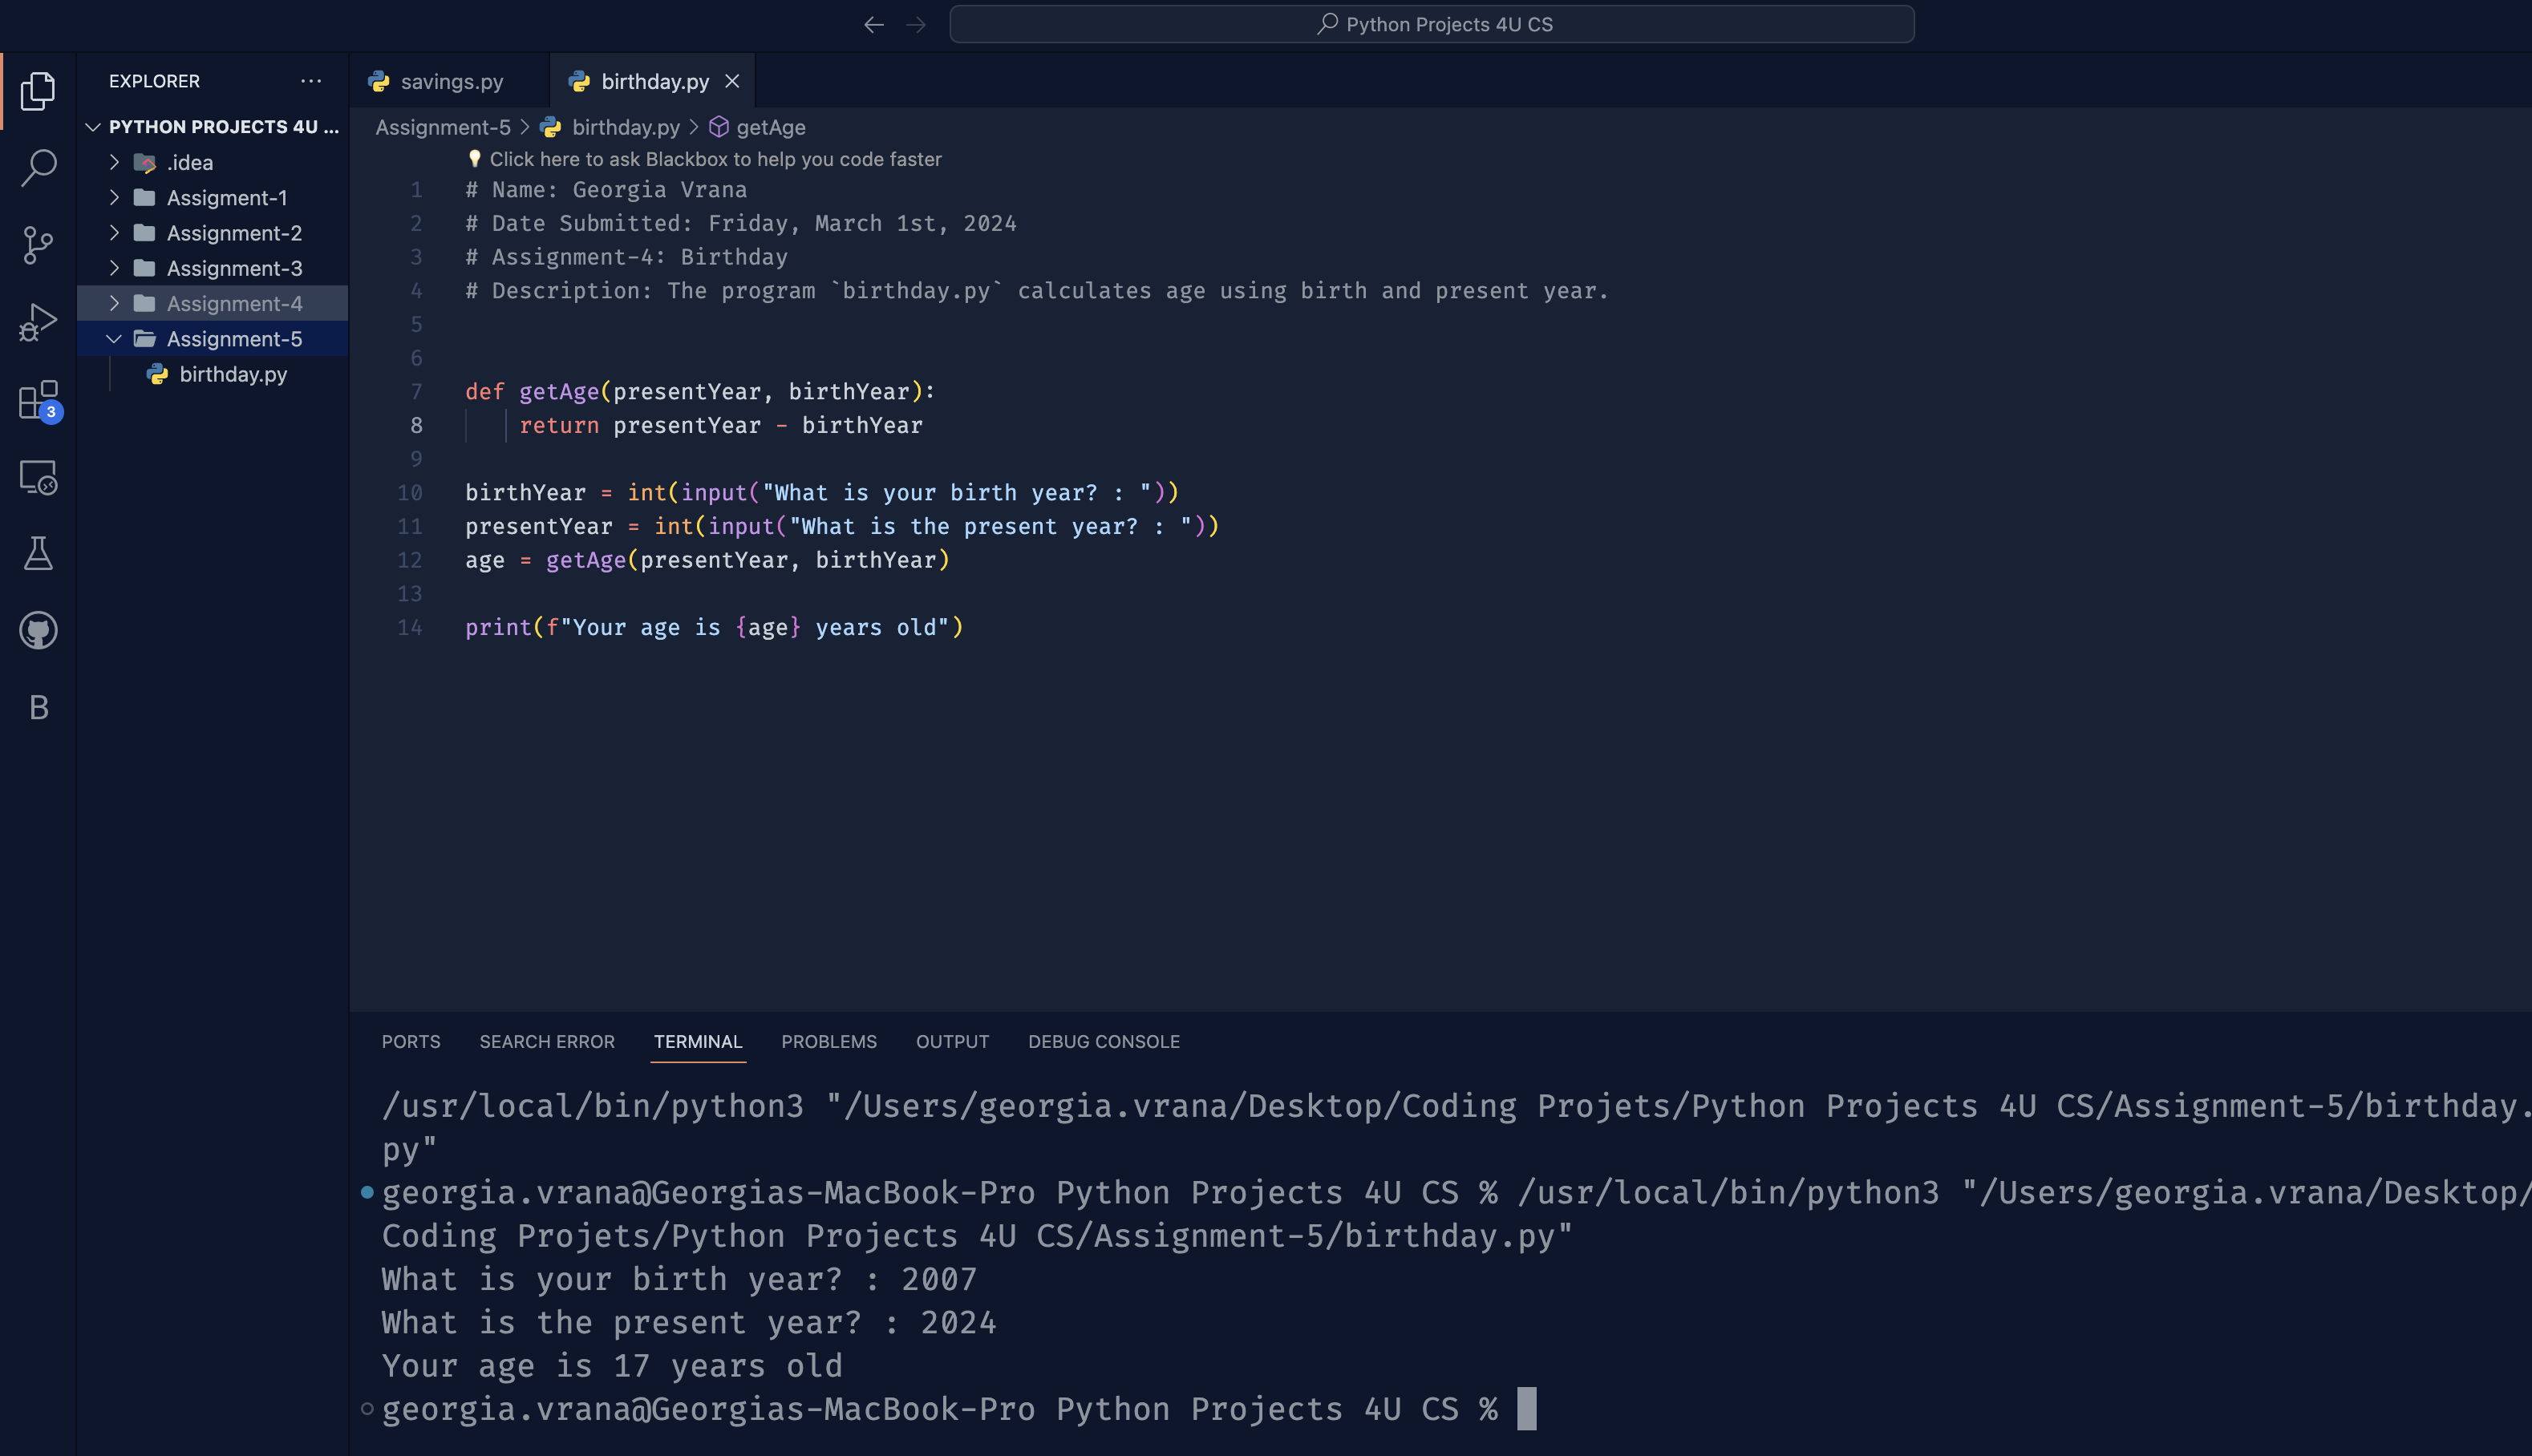 Python Projects 4U CS
EXPLORER
PYTHON PROJECTS 4U ...
.idea
Assigment-1
Assignment-2
Assignment-3
Assignment-4
Assignment-5
birthday.py
3
B
savings.py
birthday.py
Assignment-5 > birthday.py > getAge
Click here to ask Blackbox to help you code faster
1 # Name: Georgia Vrana
2 # Date Submitted: Friday, March 1st, 2024
3 # Assignment-4: Birthday
4 # Description: The program `birthday.py` calculates age using birth and present year.
5
6
7 def getAge(presentYear, birthYear):
8 return presentYear - birthYear
9
10 birthYear = int(input("What is your birth year? : "))
11 presentYear = int(input("What is the present year? : "))
12 age = getAge(presentYear, birthYear)
13
14 print(f"Your age is {age} years old")
PORTS SEARCH ERROR TERMINAL PROBLEMS OUTPUT DEBUG CONSOLE
/usr/local/bin/python3 "/Users/georgia.vrana/Desktop/Coding Projets/Python Projects 4U CS/Assignment-5/birthday.
py"
georgia.vrana@Georgias-MacBook-Pro Python Projects 4U CS % /usr/local/bin/python3 "/Users/georgia.vrana/Desktop/
Coding Projets/Python Projects 4U CS/Assignment-5/birthday.py"
What is your birth year? : 2007
What is the present year? : 2024
Your age is 17 years old
georgia.vrana@Georgias-MacBook-Pro Python Projects 4U CS %